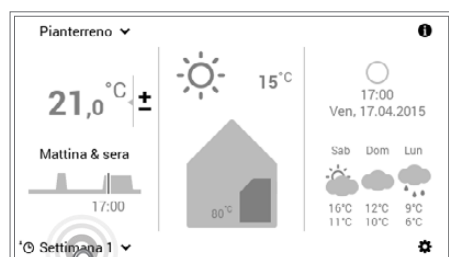 Pianterreno
21,0°C ±
Mattina & sera
17:00
Settimana 1
15°C
80°C
17:00
Ven, 17.04.2015
Sab Dom Lun
16°C 12°C 9°C
11°C 10°C 6°C